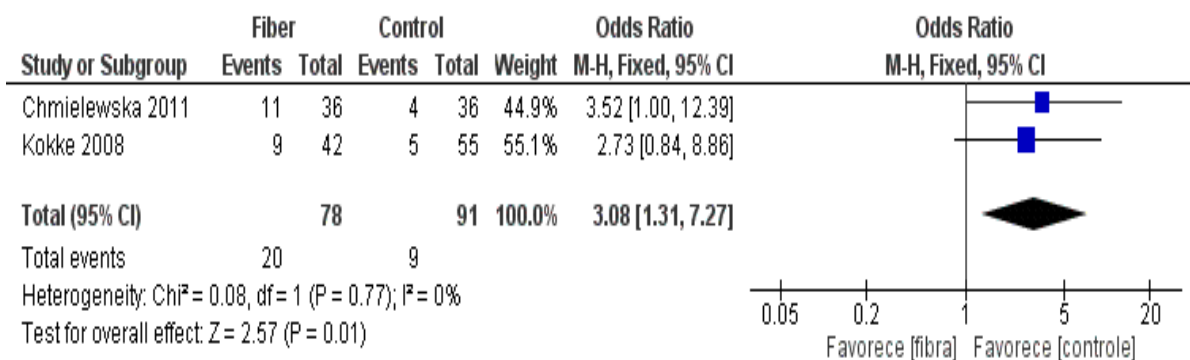 Fiber Control Odds Ratio Odds Ratio
Study or Subgroup Events Total Events Total Weight M-H, Fixed, 95% CI M-H, Fixed, 95% CI
Chmielewska 2011 11 36 4 36 44.9% 3.52 [1.00, 12.39]
Kokke 2008 9 42 5 55 55.1% 2.73 [0.84, 8.86]
Total (95% CI) 78 91 100.0% 3.08 [1.31, 7.27]
Total events 20 9
Heterogeneity: Chi² = 0.08, df = 1 (P = 0.77); I² = 0%
Test for overall effect: Z = 2.57 (P = 0.01)
0.05 0.2 1 5 20
Favorece [fibra] Favorece [controle]